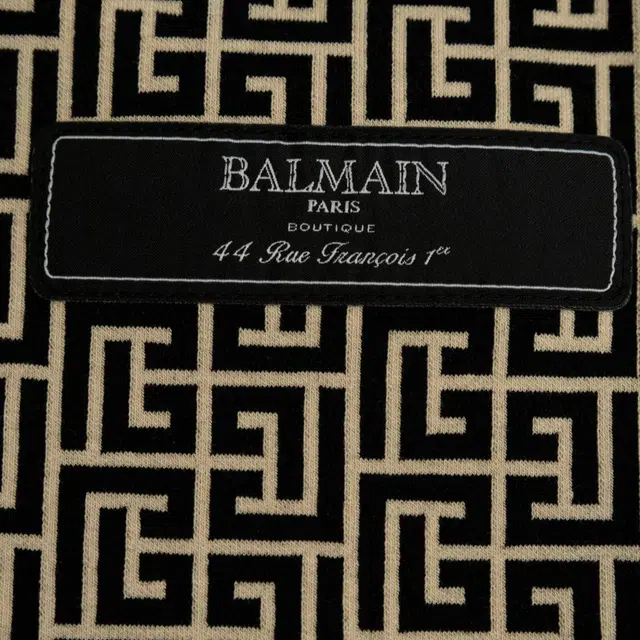 BALMAIN
PARIS
BOUTIQUE
44 Rue François 1er